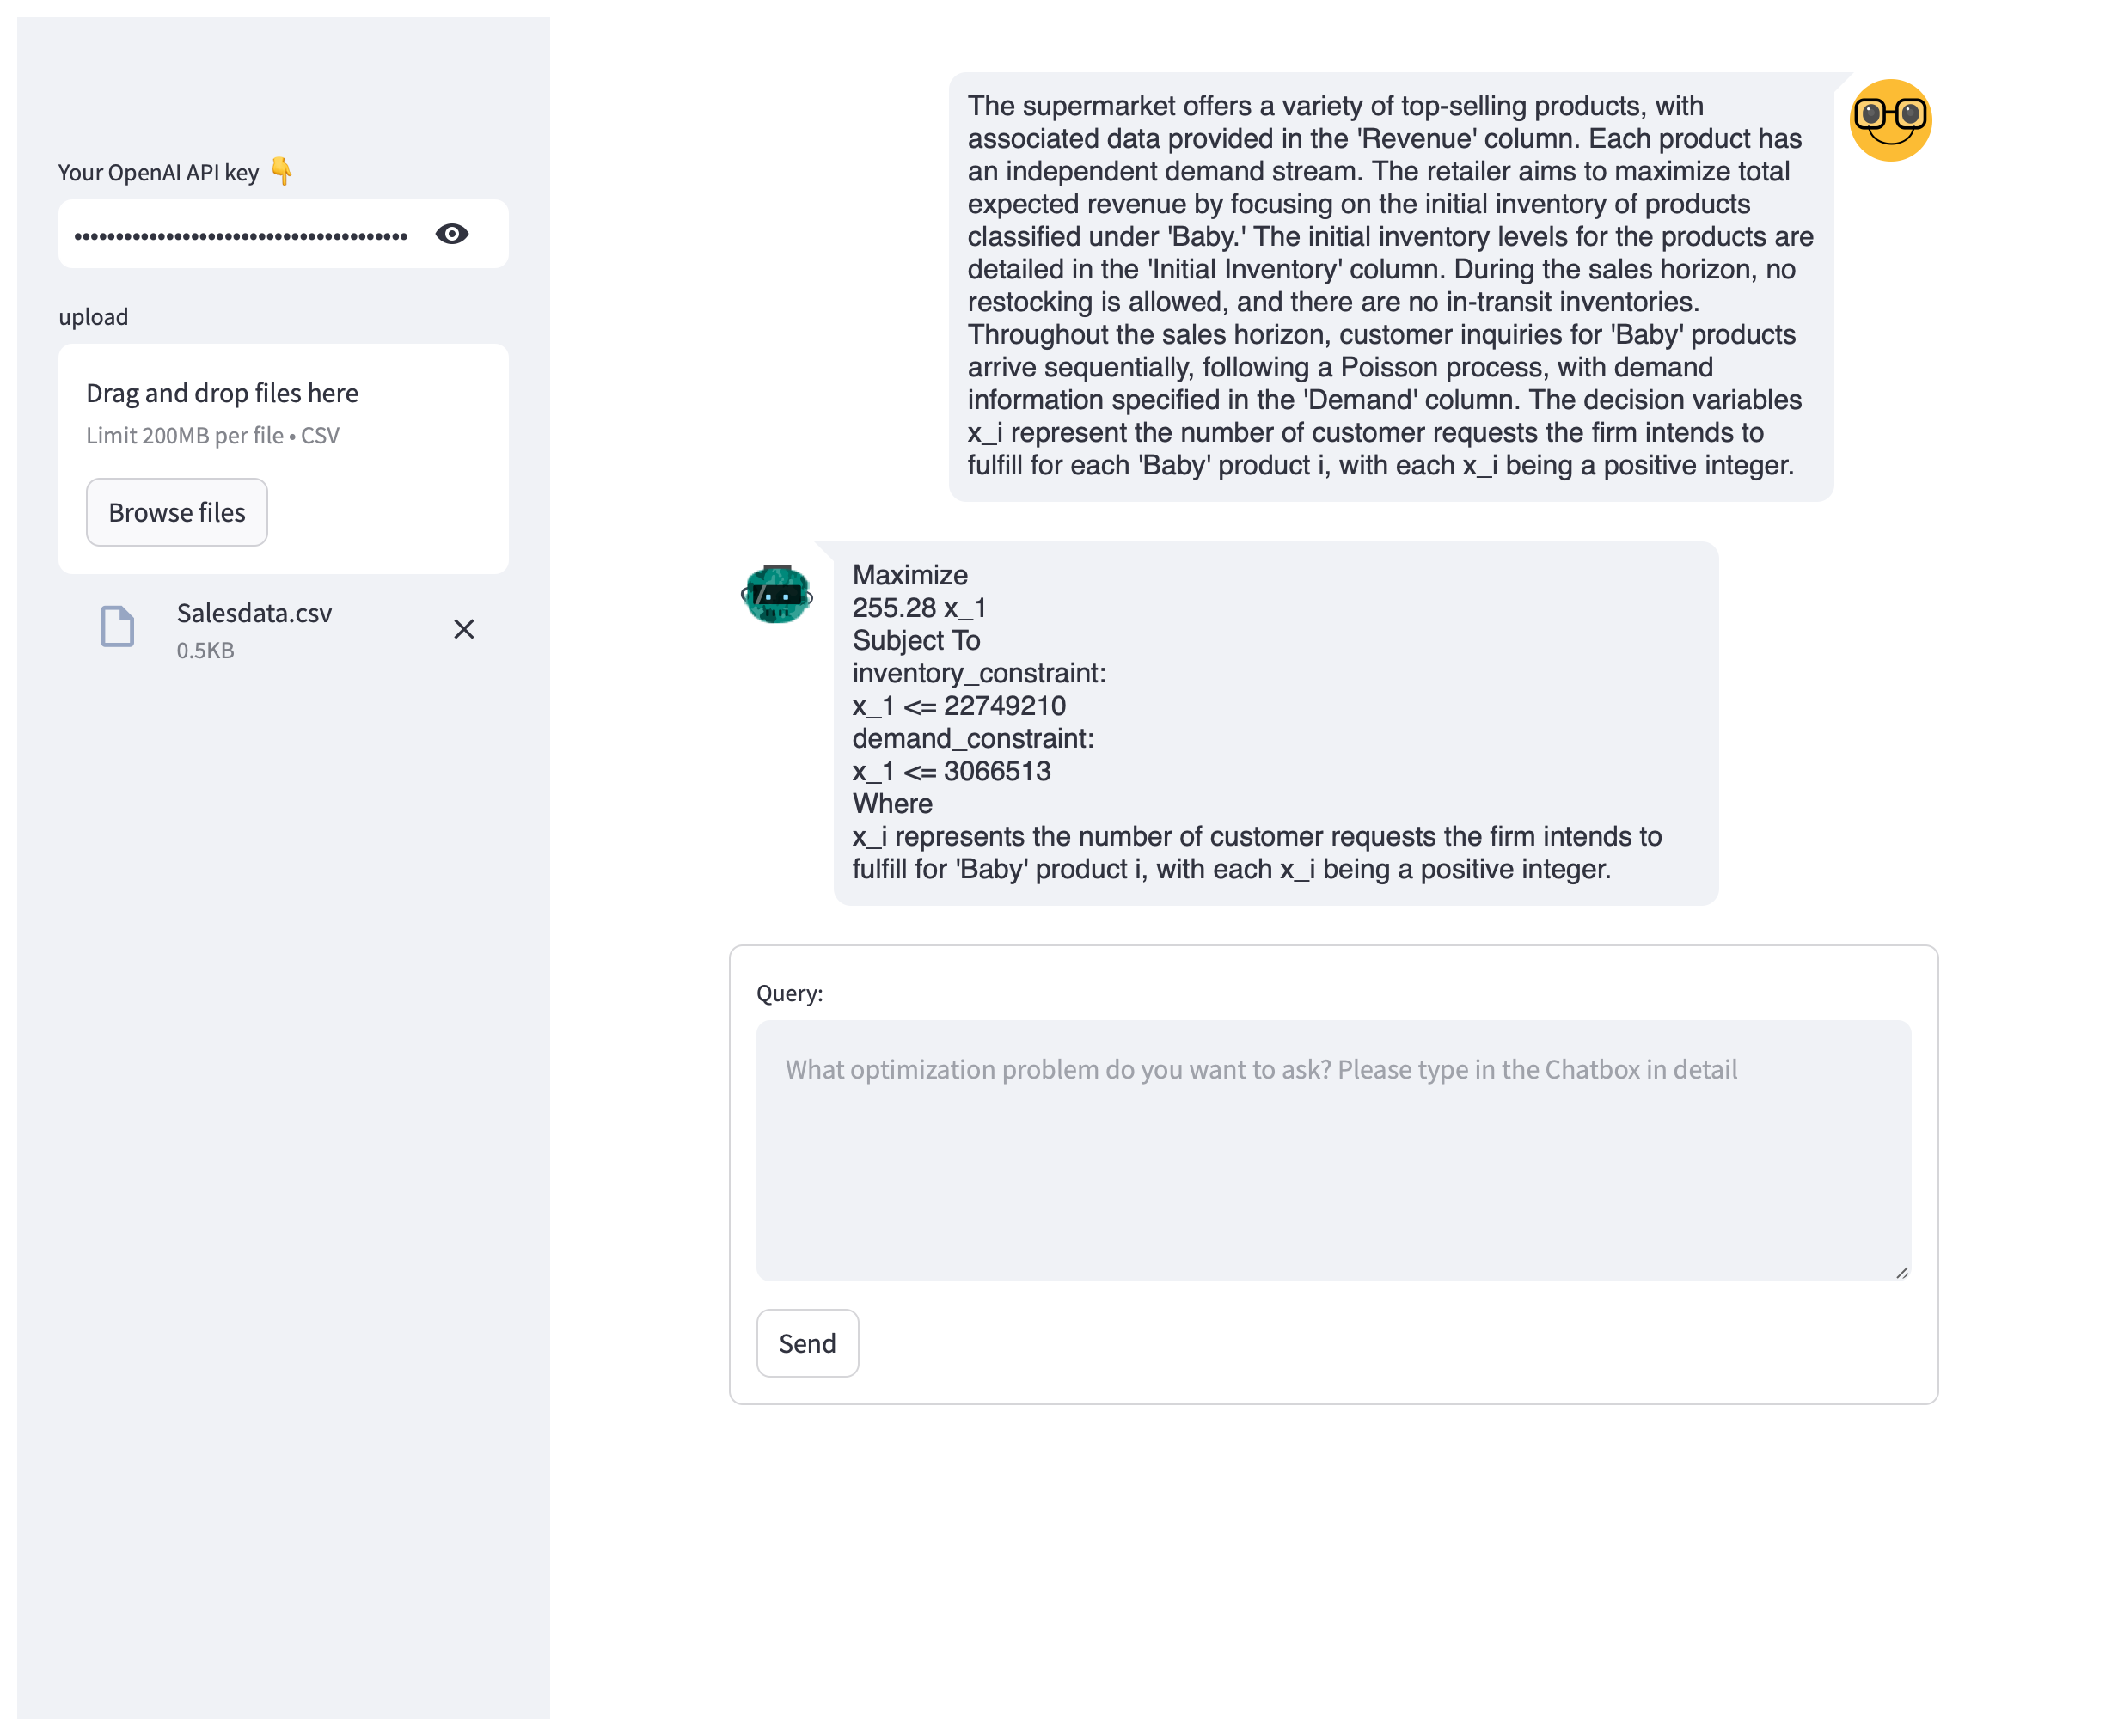 Your OpenAI API key 👇
••••••••••••••••••••••••••••••••••••••••
upload
Drag and drop files here
Limit 200MB per file • CSV
Browse files
Salesdata.csv
0.5KB
The supermarket offers a variety of top-selling products, with
associated data provided in the 'Revenue' column. Each product has
an independent demand stream. The retailer aims to maximize total
expected revenue by focusing on the initial inventory of products
classified under 'Baby.' The initial inventory levels for the products are
detailed in the 'Initial Inventory' column. During the sales horizon, no
restocking is allowed, and there are no in-transit inventories.
Throughout the sales horizon, customer inquiries for 'Baby' products
arrive sequentially, following a Poisson process, with demand
information specified in the 'Demand' column. The decision variables
x_i represent the number of customer requests the firm intends to
fulfill for each 'Baby' product i, with each x_i being a positive integer.
Maximize
255.28 x_1
Subject To
inventory_constraint:
x_1 <= 22749210
demand_constraint:
x_1 <= 3066513
Where
x_i represents the number of customer requests the firm intends to
fulfill for 'Baby' product i, with each x_i being a positive integer.
Query:
What optimization problem do you want to ask? Please type in the Chatbox in detail
Send